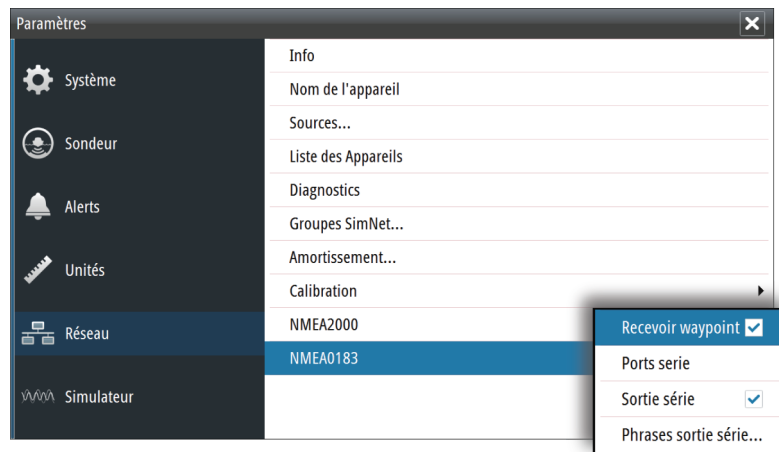 Paramètres
Système
Sondeur
Alerts
Unités
Réseau
Simulateur
Info
Nom de l'appareil
Sources...
Liste des Appareils
Diagnostics
Groupes SimNet...
Amortissement...
Calibration
NMEA2000
NMEA0183
Recevoir waypoint
Ports serie
Sortie série
Phrases sortie série...